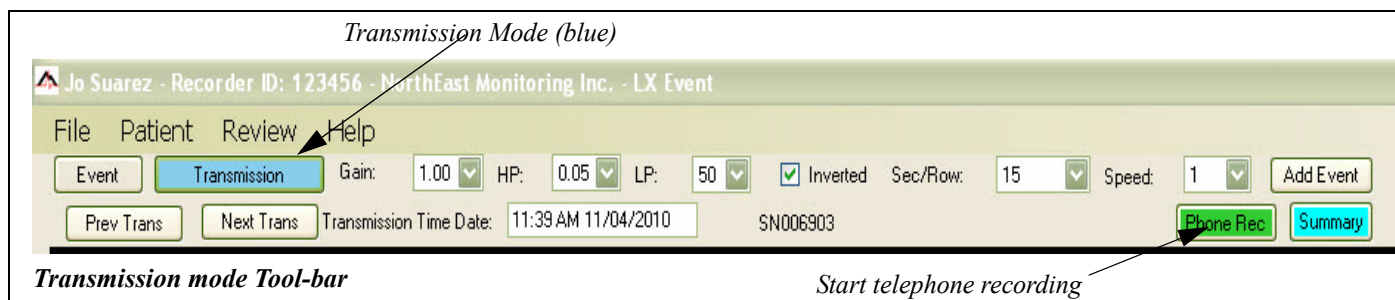 Transmission Mode (blue)
Jo Suarez - Recorder ID: 123456 - NorthEast Monitoring Inc. - LX Event
File Patient Review Help
Event Transmission Gain: 1.00 HP: 0.05 LP: 50 Inverted Sec/Row: 15 Speed: 1 Add Event
Prev Trans Next Trans Transmission Time Date: 11:39 AM 11/04/2010 SN006903 Phone Rec Summary
Transmission mode Tool-bar Start telephone recording